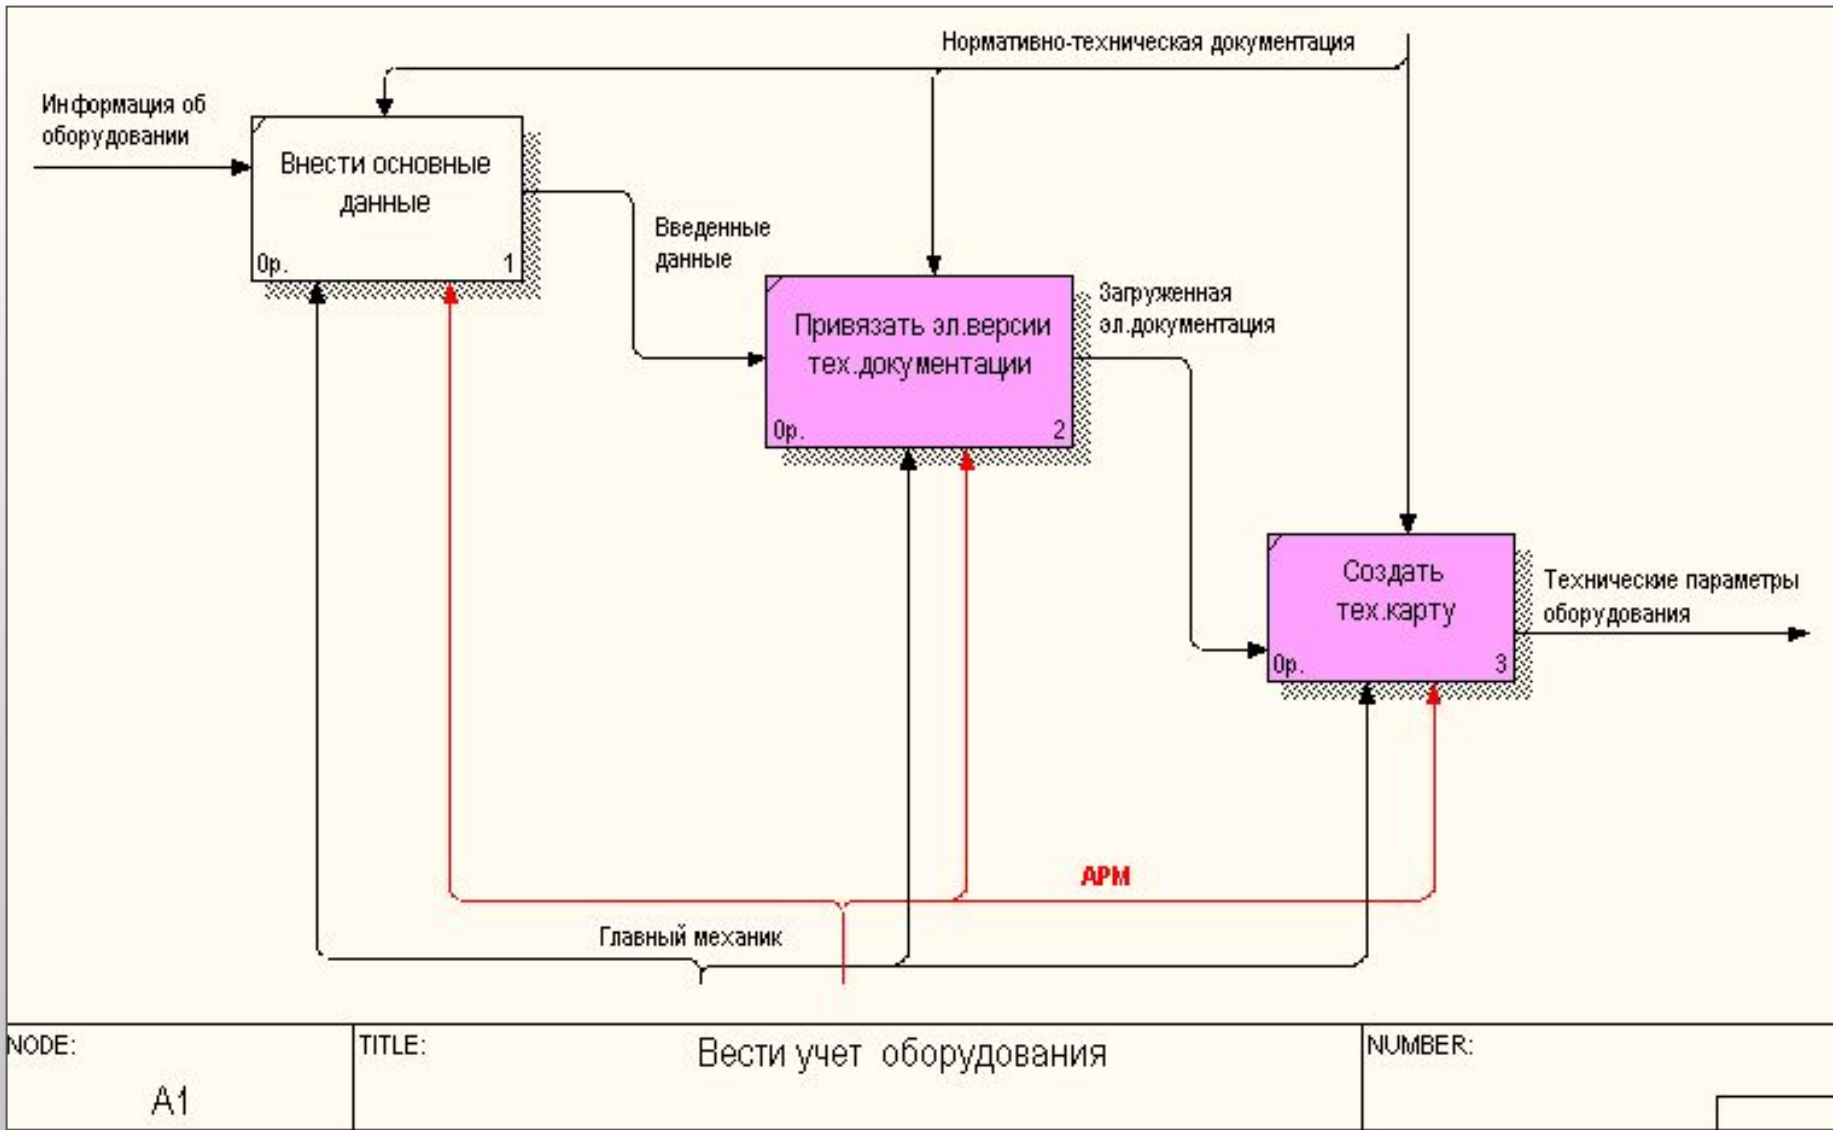 Нормативно-техническая документация
Информация об
оборудовании
Внести основные
данные
0р.
1
Введенные
данные
Привязать эл.версии
тех.документации
0р.
2
Загруженная
эл.документация
Создать
тех.карту
0р.
3
Технические параметры
оборудования
АРМ
Главный механик
NODE:
A1
TITLE:
Вести учет оборудования
NUMBER: